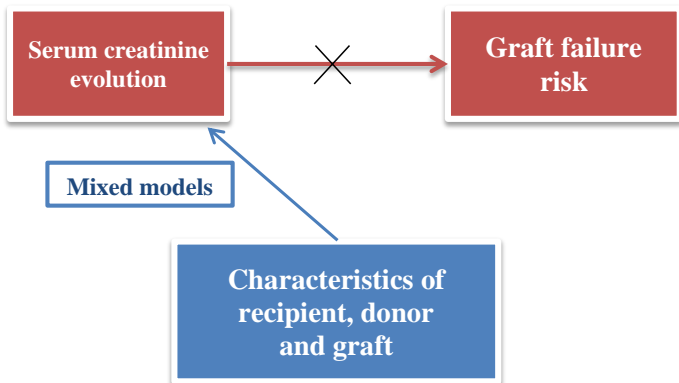 Serum creatinine
evolution
Graft failure
risk
Mixed models
Characteristics of
recipient, donor
and graft